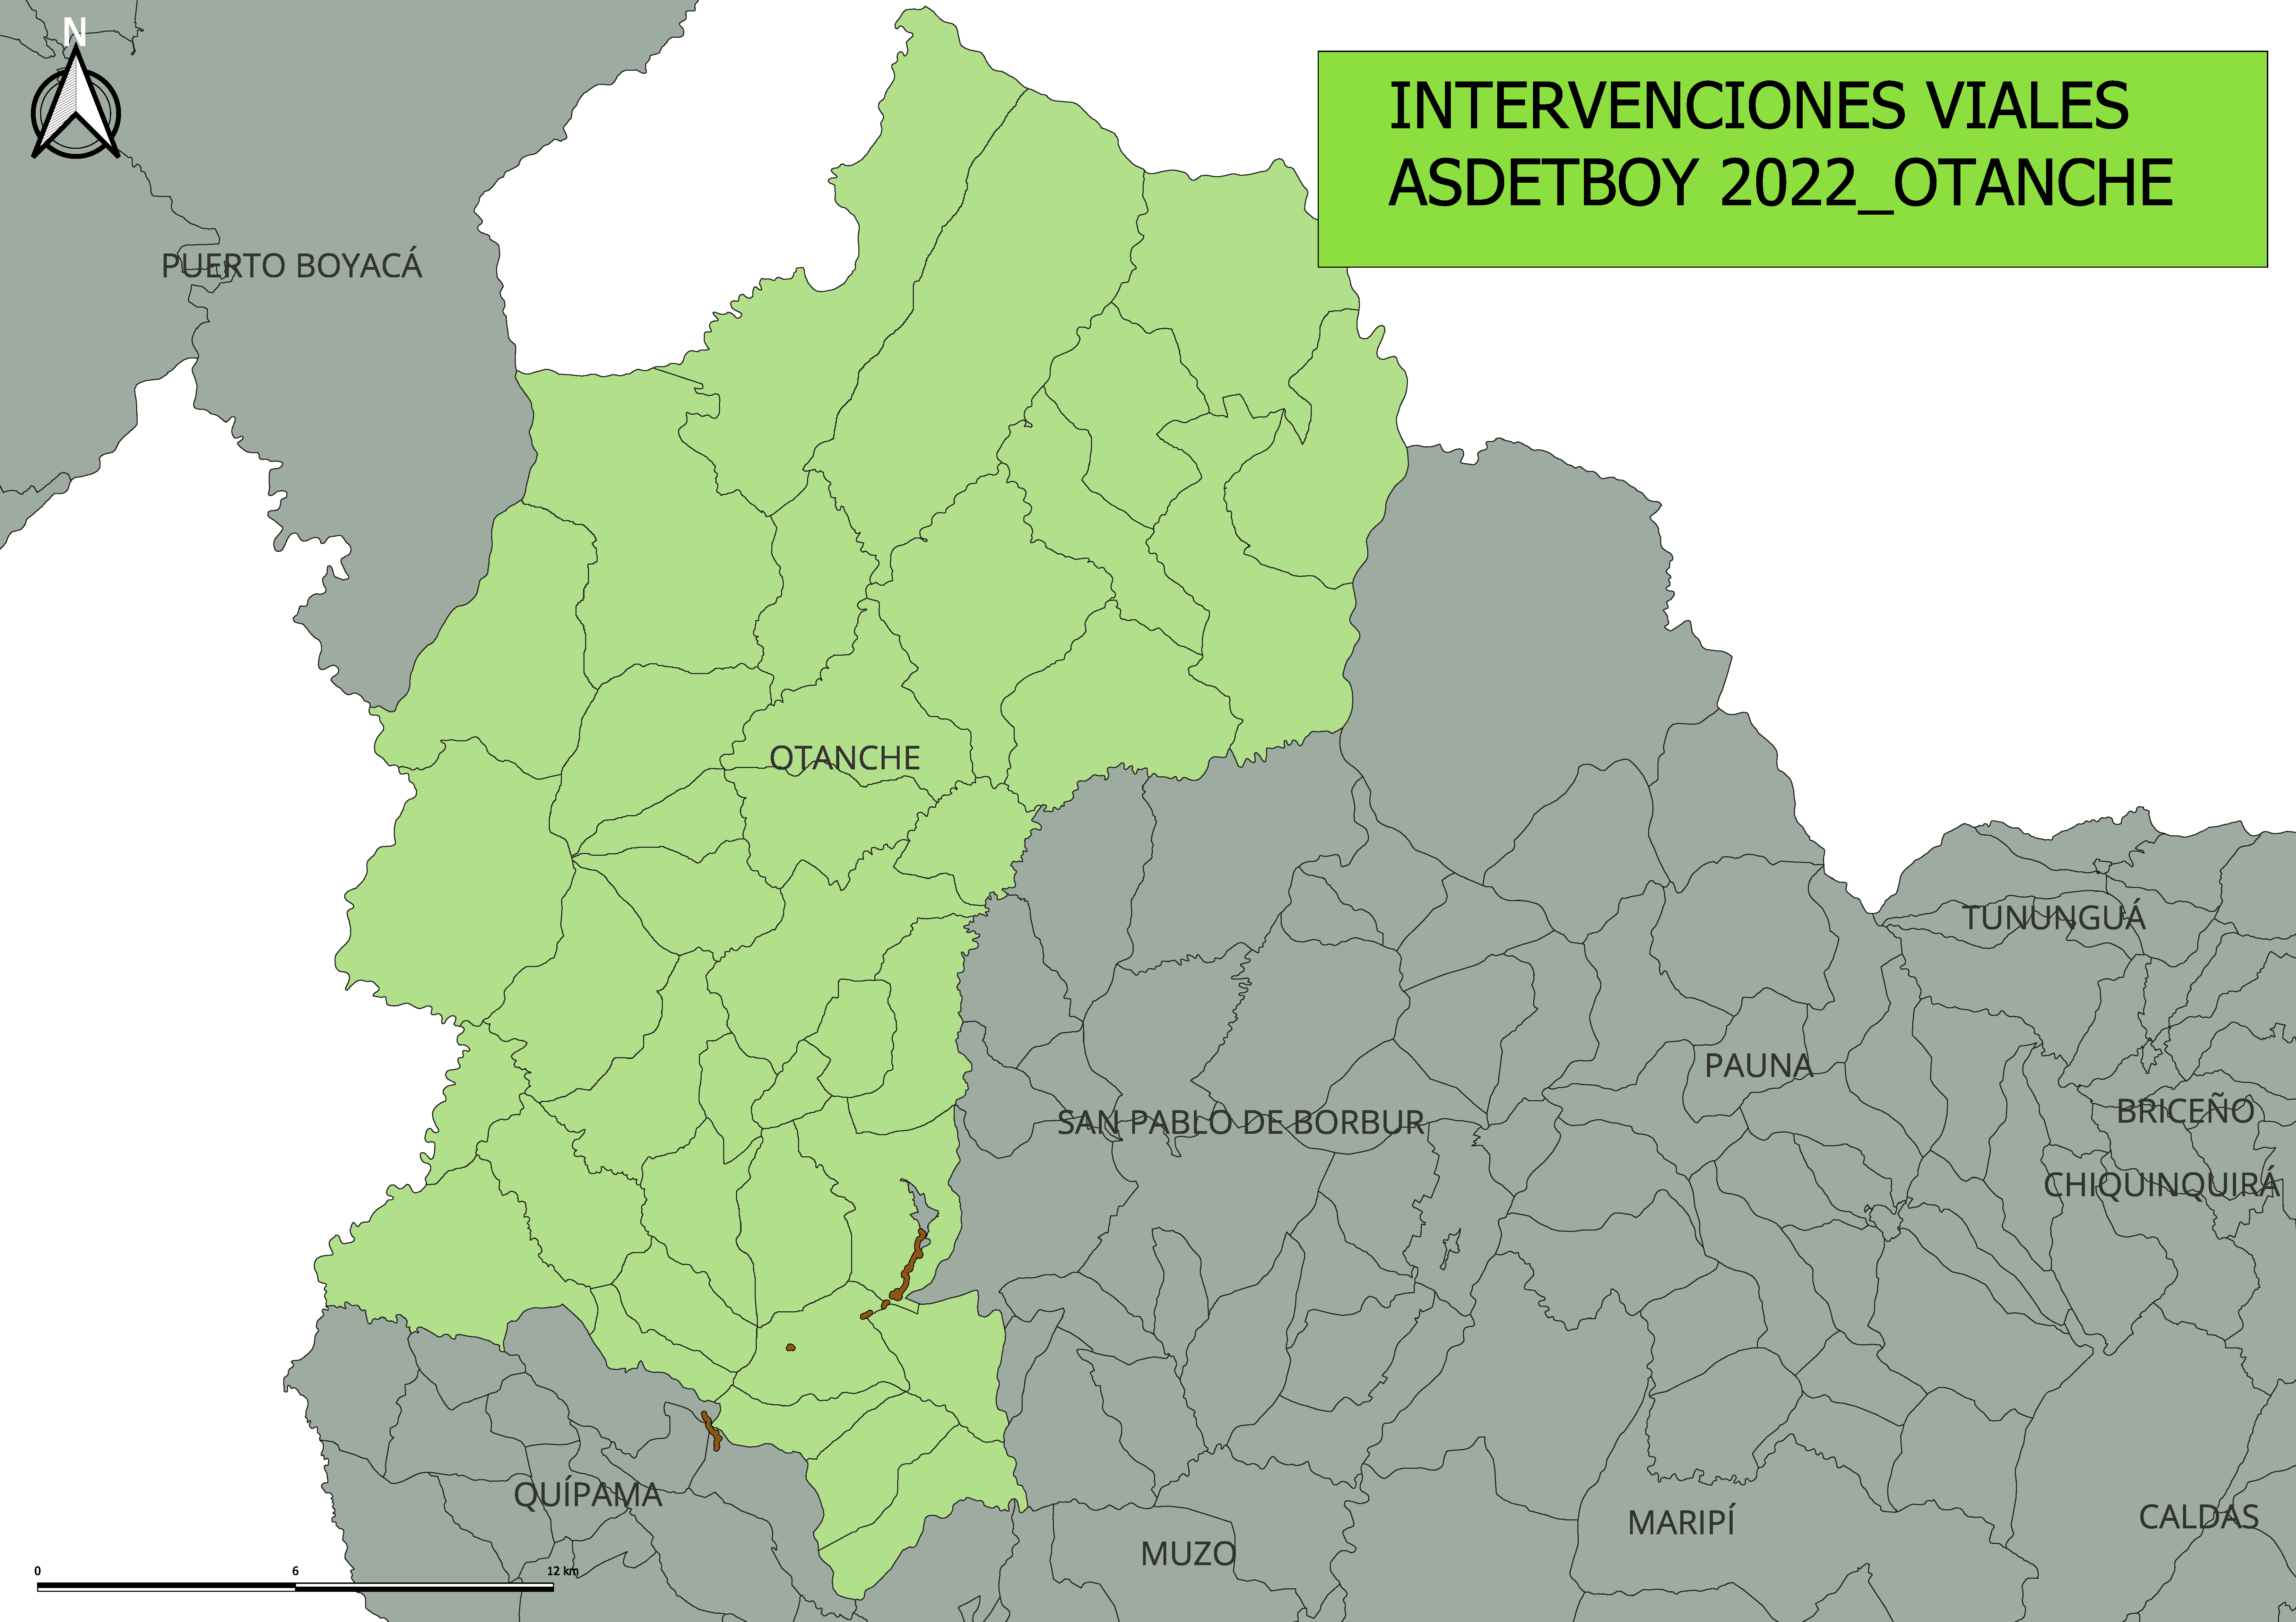 N
INTERVENCIONES VIALES
ASDETBOY 2022_OTANCHE
PUERTO BOYACÁ
OTANCHE
TUNUNGUÁ
PAUNA
BRICEÑO
SAN PABLO DE BORBUR
CHIQUINQUIRÁ
QUÍPAMA
CALDAS
MARIPÍ
MUZO
0 6 12 km